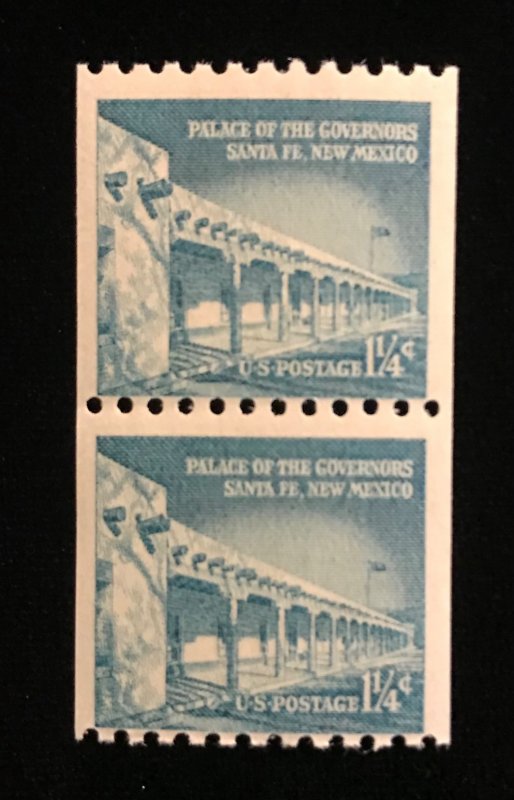 PALACE OF THE GOVERNORS
SANTA FE, NEW MEXICO
U·S·POSTAGE 1¼¢
PALACE OF THE GOVERNORS
SANTA FE, NEW MEXICO
U·S·POSTAGE 1¼¢